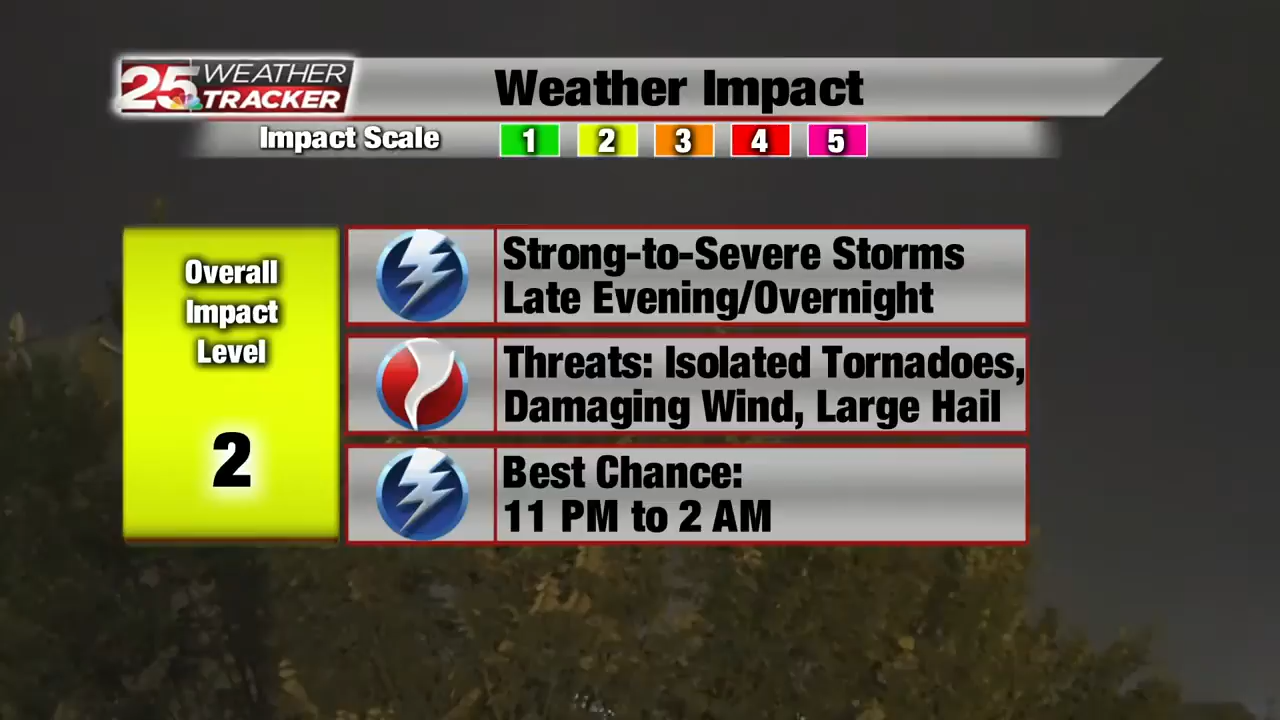 25 WEATHER TRACKER
Weather Impact
Impact Scale 1 2 3 4 5
Overall
Impact
Level
2
Strong-to-Severe Storms
Late Evening/Overnight
Threats: Isolated Tornadoes,
Damaging Wind, Large Hail
Best Chance:
11 PM to 2 AM